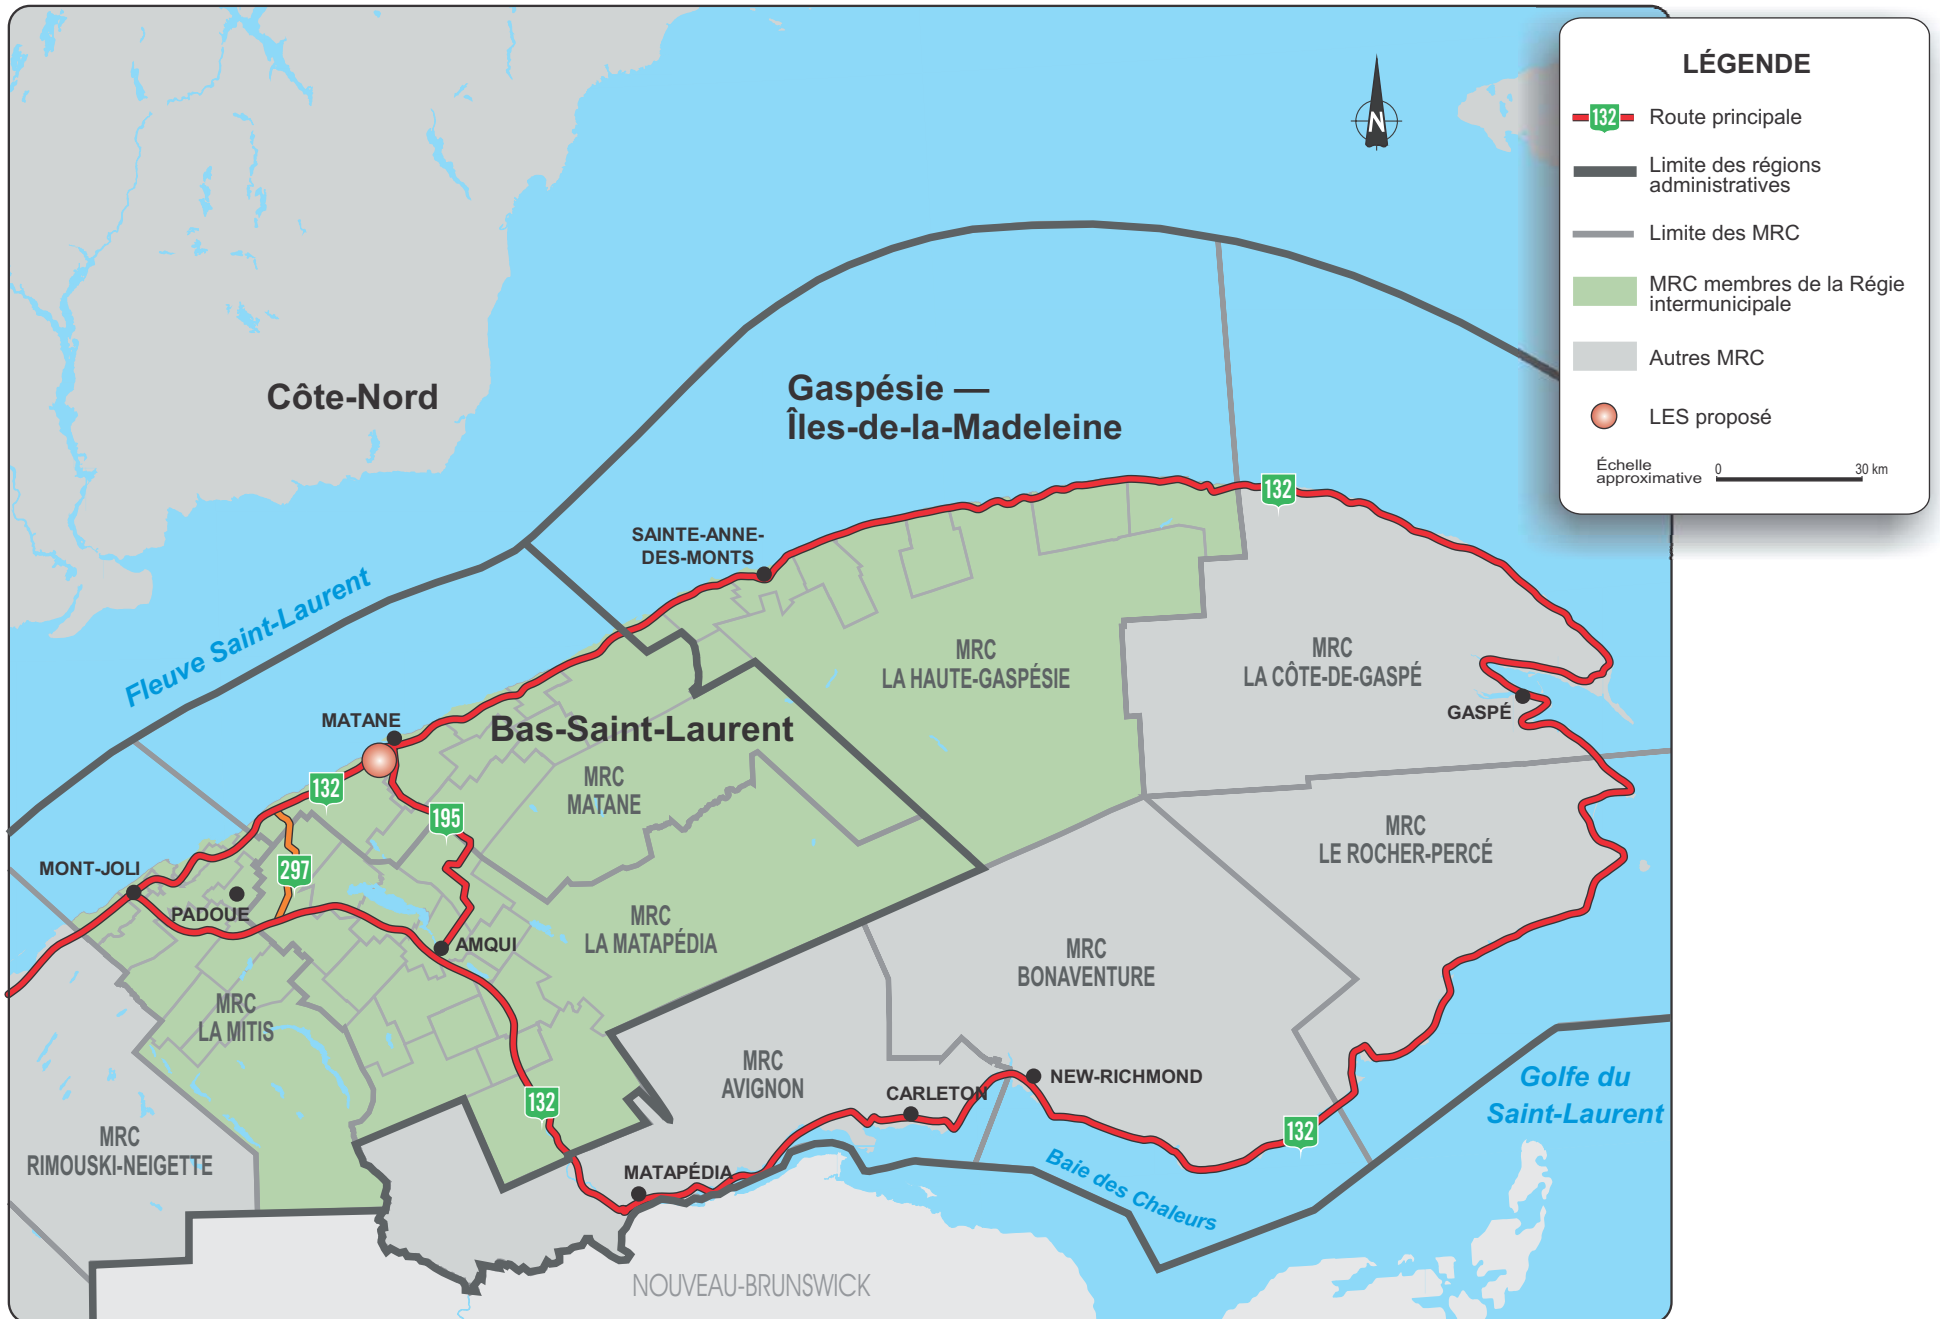 LÉGENDE
132
Route principale
Limite des régions
administratives
Limite des MRC
MRC membres de la Régie
intermunicipale
Autres MRC
LES proposé
Échelle
approximative
0
30 km
N
Côte-Nord
Gaspésie —
Îles-de-la-Madeleine
132
SAINTE-ANNE-
DES-MONTS
Fleuve Saint-Laurent
MRC
LA HAUTE-GASPÉSIE
MRC
LA CÔTE-DE-GASPÉ
GASPÉ
MATANE
Bas-Saint-Laurent
132
MRC
MATANE
195
MRC
LE ROCHER-PERCÉ
MONT-JOLI
297
PADOUE
AMQUI
MRC
LA MATAPÉDIA
MRC
BONAVENTURE
MRC
LA MITIS
MRC
AVIGNON
NEW-RICHMOND
CARLETON
132
Golfe du
Saint-Laurent
132
MRC
RIMOUSKI-NEIGETTE
MATAPÉDIA
Baie des Chaleurs
NOUVEAU-BRUNSWICK